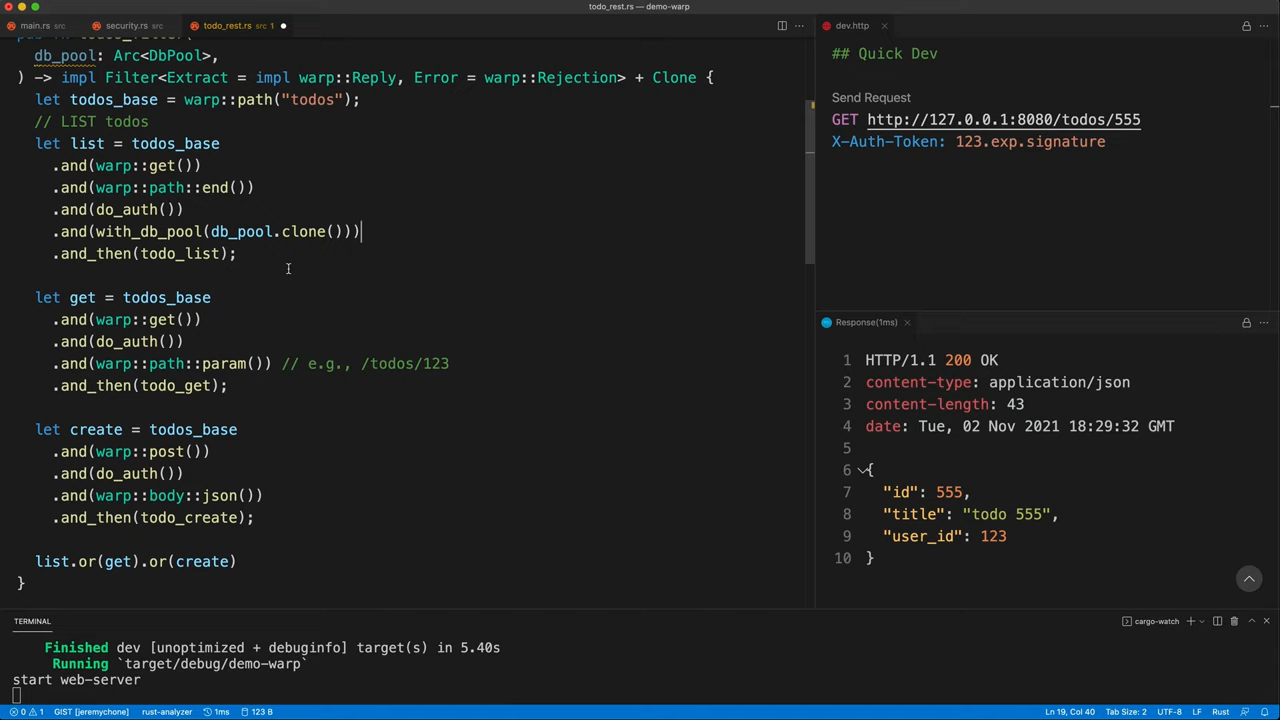 todo_rest.rs — demo-warp
main.rs src
security.rs src
todo_rest.rs src 1
db_pool: Arc<DbPool>,
) -> impl Filter<Extract = impl warp::Reply, Error = warp::Rejection> + Clone {
let todos_base = warp::path("todos");
// LIST todos
let list = todos_base
.and(warp::get())
.and(warp::path::end())
.and(do_auth())
.and(with_db_pool(db_pool.clone()))
.and_then(todo_list);
let get = todos_base
.and(warp::get())
.and(do_auth())
.and(warp::path::param()) // e.g., /todos/123
.and_then(todo_get);
let create = todos_base
.and(warp::post())
.and(do_auth())
.and(warp::body::json())
.and_then(todo_create);
list.or(get).or(create)
}
dev.http
## Quick Dev
Send Request
GET http://127.0.0.1:8080/todos/555
X-Auth-Token: 123.exp.signature
Response(1ms)
1 HTTP/1.1 200 OK
2 content-type: application/json
3 content-length: 43
4 date: Tue, 02 Nov 2021 18:29:32 GMT
5
6 {
7 "id": 555,
8 "title": "todo 555",
9 "user_id": 123
10 }
TERMINAL
cargo-watch
Finished dev [unoptimized + debuginfo] target(s) in 5.40s
Running `target/debug/demo-warp`
start web-server
0 1 GIST [jeremychone] rust-analyzer 1ms 123 B
Ln 19, Col 40 Tab Size: 2 UTF-8 LF Rust